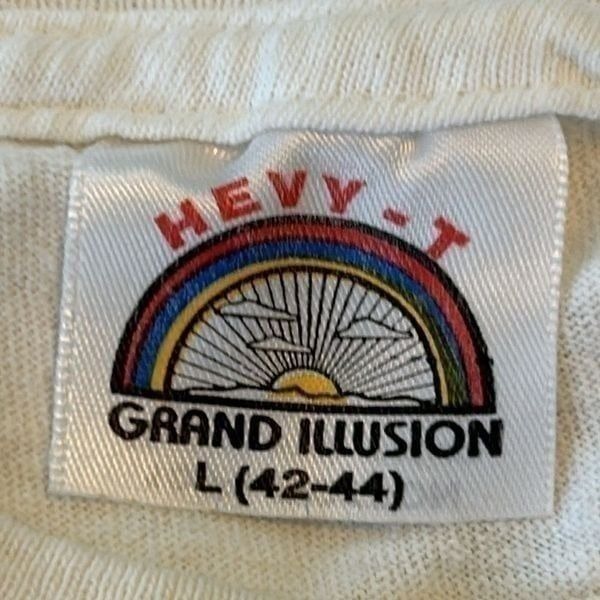 HEVY-T
GRAND ILLUSION
L (42-44)